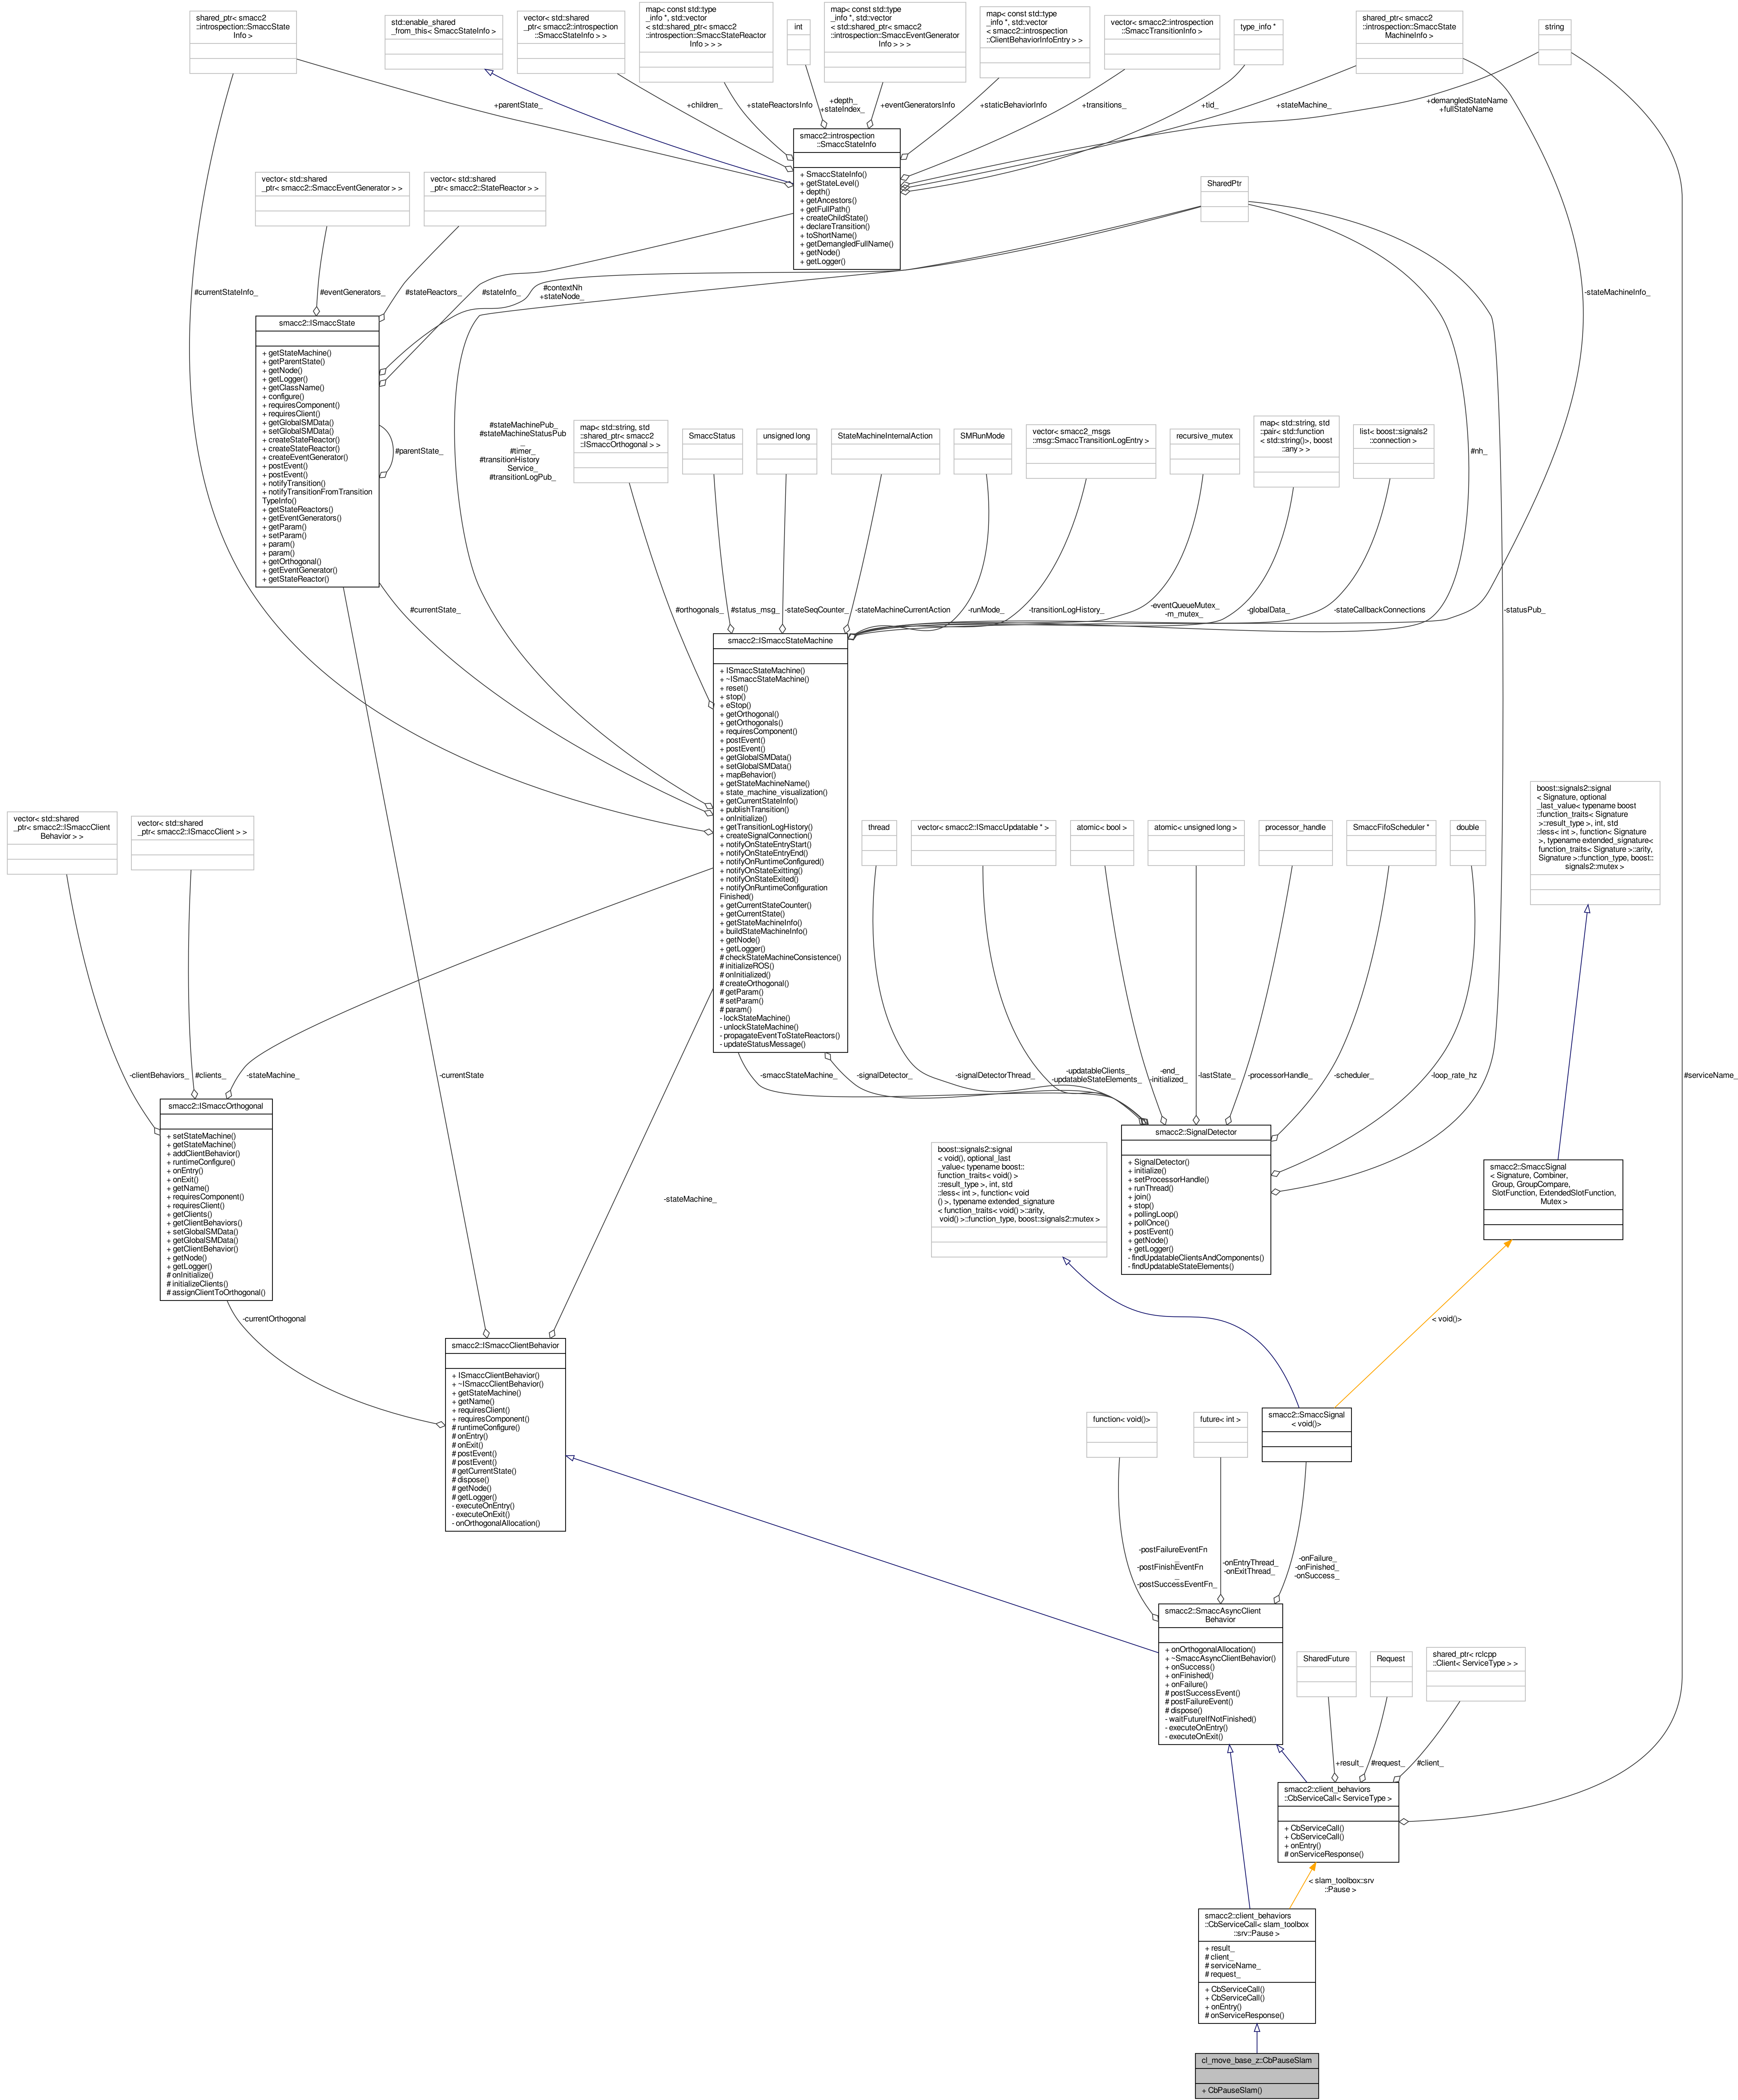 shared_ptr< smacc2
::introspection::SmaccState
Info >
std::enable_shared
_from_this< SmaccStateInfo >
vector< std::shared
_ptr< smacc2::introspection
::SmaccStateInfo > >
map< const std::type
_info *, std::vector
< std::shared_ptr< smacc2
::introspection::SmaccStateReactor
Info > > >
int
map< const std::type
_info *, std::vector
< std::shared_ptr< smacc2
::introspection::SmaccEventGenerator
Info > > >
map< const std::type
_info *, std::vector
< smacc2::introspection
::ClientBehaviorInfoEntry > >
vector< smacc2::introspection
::SmaccTransitionInfo >
type_info *
shared_ptr< smacc2
::introspection::SmaccState
MachineInfo >
string
+parentState_
+children_
+stateReactorsInfo
+depth_
+stateIndex_
+eventGeneratorsInfo
+staticBehaviorInfo
+transitions_
+tid_
+stateMachine_
+demangledStateName
+fullStateName
smacc2::introspection
::SmaccStateInfo
+ SmaccStateInfo()
+ getStateLevel()
+ depth()
+ getAncestors()
+ getFullPath()
+ createChildState()
+ declareTransition()
+ toShortName()
+ getDemangledFullName()
+ getNode()
+ getLogger()
vector< std::shared
_ptr< smacc2::SmaccEventGenerator > >
vector< std::shared
_ptr< smacc2::StateReactor > >
SharedPtr
#currentStateInfo_
#eventGenerators_
#stateReactors_
#stateInfo_
#contextNh
+stateNode_
-stateMachineInfo_
smacc2::ISmaccState
+ getStateMachine()
+ getParentState()
+ getNode()
+ getLogger()
+ getClassName()
+ configure()
+ requiresComponent()
+ requiresClient()
+ getGlobalSMData()
+ setGlobalSMData()
+ createStateReactor()
+ createStateReactor()
+ createEventGenerator()
+ postEvent()
+ postEvent()
+ notifyTransition()
+ notifyTransitionFromTransition
TypeInfo()
+ getStateReactors()
+ getEventGenerators()
+ getParam()
+ setParam()
+ param()
+ param()
+ getOrthogonal()
+ getEventGenerator()
+ getStateReactor()
#parentState_
#stateMachinePub_
#stateMachineStatusPub
_
#timer_
#transitionHistory
Service_
#transitionLogPub_
map< std::string, std
::shared_ptr< smacc2
::ISmaccOrthogonal > >
SmaccStatus
unsigned long
StateMachineInternalAction
SMRunMode
vector< smacc2_msgs
::msg::SmaccTransitionLogEntry >
recursive_mutex
map< std::string, std
::pair< std::function
< std::string()>, boost
::any > >
list< boost::signals2
::connection >
#nh_
#currentState_
#orthogonals_
#status_msg_
-stateSeqCounter_
-stateMachineCurrentAction
-runMode_
-transitionLogHistory_
-eventQueueMutex_
-m_mutex_
-globalData_
-stateCallbackConnections
-statusPub_
smacc2::ISmaccStateMachine
+ ISmaccStateMachine()
+ ~ISmaccStateMachine()
+ reset()
+ stop()
+ eStop()
+ getOrthogonal()
+ getOrthogonals()
+ requiresComponent()
+ postEvent()
+ postEvent()
+ getGlobalSMData()
+ setGlobalSMData()
+ mapBehavior()
+ getStateMachineName()
+ state_machine_visualization()
+ getCurrentStateInfo()
+ publishTransition()
+ onInitialize()
+ getTransitionLogHistory()
+ createSignalConnection()
+ notifyOnStateEntryStart()
+ notifyOnStateEntryEnd()
+ notifyOnRuntimeConfigured()
+ notifyOnStateExitting()
+ notifyOnStateExited()
+ notifyOnRuntimeConfiguration
Finished()
+ getCurrentStateCounter()
+ getCurrentState()
+ getStateMachineInfo()
+ buildStateMachineInfo()
+ getNode()
+ getLogger()
# checkStateMachineConsistence()
# initializeROS()
# onInitialized()
# createOrthogonal()
# getParam()
# setParam()
# param()
- lockStateMachine()
- unlockStateMachine()
- propagateEventToStateReactors()
- updateStatusMessage()
vector< std::shared
_ptr< smacc2::ISmaccClient
Behavior > >
vector< std::shared
_ptr< smacc2::ISmaccClient > >
thread
vector< smacc2::ISmaccUpdatable * >
atomic< bool >
atomic< unsigned long >
processor_handle
SmaccFifoScheduler *
double
boost::signals2::signal
< Signature, optional
_last_value< typename boost
::function_traits< Signature
>::result_type >, int, std
::less< int >, function< Signature
>, typename extended_signature<
function_traits< Signature >::arity,
Signature >::function_type, boost::
signals2::mutex >
-clientBehaviors_
#clients_
-stateMachine_
-currentState
-smaccStateMachine_
-signalDetector_
-signalDetectorThread_
-updatableClients_
-updatableStateElements_
-end_
-initialized_
-lastState_
-processorHandle_
-scheduler_
-loop_rate_hz
#serviceName_
smacc2::ISmaccOrthogonal
+ setStateMachine()
+ getStateMachine()
+ addClientBehavior()
+ runtimeConfigure()
+ onEntry()
+ onExit()
+ getName()
+ requiresComponent()
+ requiresClient()
+ getClients()
+ getClientBehaviors()
+ setGlobalSMData()
+ getGlobalSMData()
+ getClientBehavior()
+ getNode()
+ getLogger()
# onInitialize()
# initializeClients()
# assignClientToOrthogonal()
smacc2::SignalDetector
+ SignalDetector()
+ initialize()
+ setProcessorHandle()
+ runThread()
+ join()
+ stop()
+ pollingLoop()
+ pollOnce()
+ postEvent()
+ getNode()
+ getLogger()
- findUpdatableClientsAndComponents()
- findUpdatableStateElements()
boost::signals2::signal
< void(), optional_last
_value< typename boost::
function_traits< void() >
::result_type >, int, std
::less< int >, function< void
() >, typename extended_signature
< function_traits< void() >::arity,
void() >::function_type, boost::signals2::mutex >
smacc2::SmaccSignal
< Signature, Combiner,
Group, GroupCompare,
SlotFunction, ExtendedSlotFunction,
Mutex >
-stateMachine_
-currentOrthogonal
< void()>
smacc2::ISmaccClientBehavior
+ ISmaccClientBehavior()
+ ~ISmaccClientBehavior()
+ getStateMachine()
+ getName()
+ requiresClient()
+ requiresComponent()
# runtimeConfigure()
# onEntry()
# onExit()
# postEvent()
# postEvent()
# getCurrentState()
# dispose()
# getNode()
# getLogger()
- executeOnEntry()
- executeOnExit()
- onOrthogonalAllocation()
function< void()>
future< int >
smacc2::SmaccSignal
< void()>
-postFailureEventFn
_
-postFinishEventFn
_
-postSuccessEventFn_
-onEntryThread_
-onExitThread_
-onFailure_
-onFinished_
-onSuccess_
smacc2::SmaccAsyncClient
Behavior
+ onOrthogonalAllocation()
+ ~SmaccAsyncClientBehavior()
+ onSuccess()
+ onFinished()
+ onFailure()
# postSuccessEvent()
# postFailureEvent()
# dispose()
- waitFutureIfNotFinished()
- executeOnEntry()
- executeOnExit()
SharedFuture
Request
shared_ptr< rclcpp
::Client< ServiceType > >
+result_
#request_
#client_
smacc2::client_behaviors
::CbServiceCall< ServiceType >
+ CbServiceCall()
+ CbServiceCall()
+ onEntry()
# onServiceResponse()
< slam_toolbox::srv
::Pause >
smacc2::client_behaviors
::CbServiceCall< slam_toolbox
::srv::Pause >
+ result_
# client_
# serviceName_
# request_
+ CbServiceCall()
+ CbServiceCall()
+ onEntry()
# onServiceResponse()
cl_move_base_z::CbPauseSlam
+ CbPauseSlam()